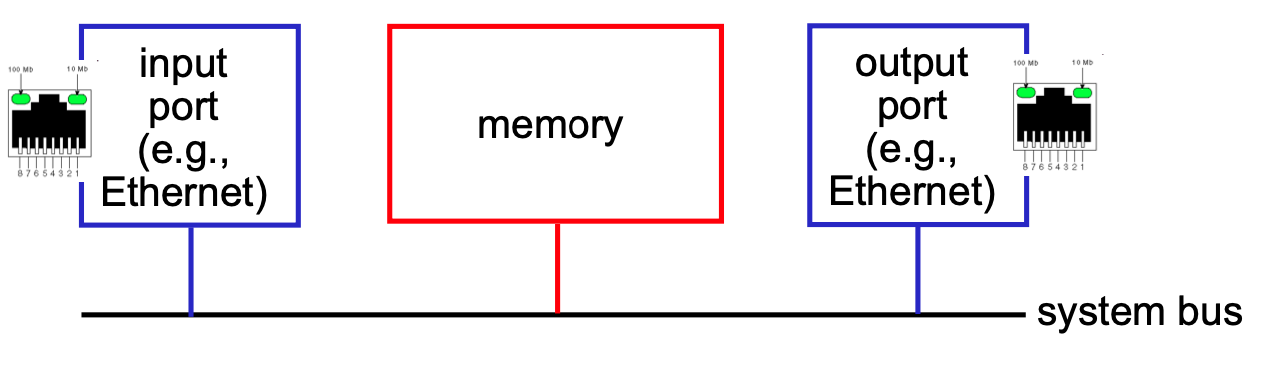 input
port
(e.g.,
Ethernet)
100 Mb
10 Mb
8 7 6 5 4 3 2 1
memory
output
port
(e.g.,
Ethernet)
100 Mb
10 Mb
8 7 6 5 4 3 2 1
system bus